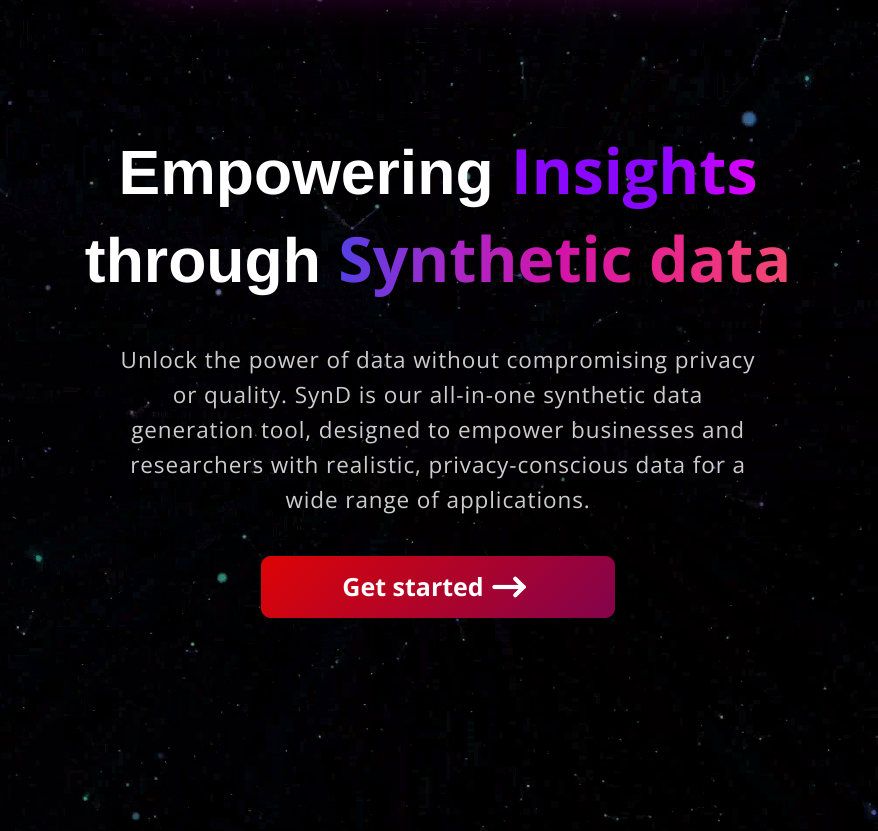 Empowering Insights
through Synthetic data
Unlock the power of data without compromising privacy
or quality. SynD is our all-in-one synthetic data
generation tool, designed to empower businesses and
researchers with realistic, privacy-conscious data for a
wide range of applications.
Get started →